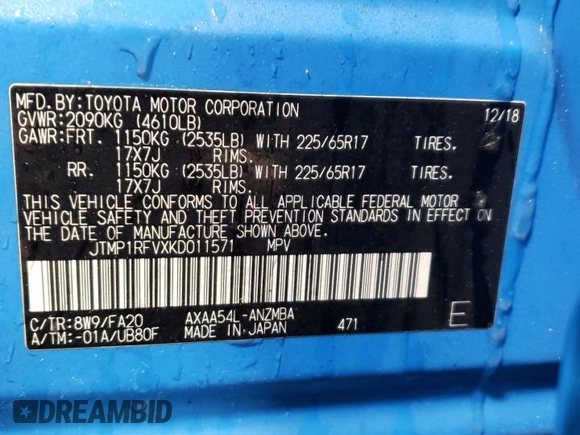 MFD.BY:TOYOTA MOTOR CORPORATION 12/18
GVWR:2090KG (4610LB)
GAWR:FRT. 1150KG (2535LB) WITH 225/65R17 TIRES.
17X7J RIMS.
RR. 1150KG (2535LB) WITH 225/65R17 TIRES.
17X7J RIMS.
THIS VEHICLE CONFORMS TO ALL APPLICABLE FEDERAL MOTOR
VEHICLE SAFETY AND THEFT PREVENTION STANDARDS IN EFFECT ON
THE DATE OF MANUFACTURE SHOWN ABOVE.
JTMP1RFVXKD011571 MPV
C/TR:8W9/FA20 AXAA54L-ANZMBA
A/TM:-01A/UB80F MADE IN JAPAN 471 E
DREAMBID